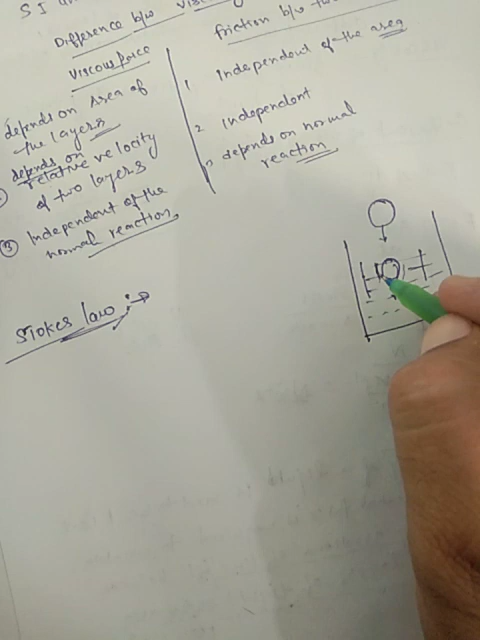 S I
Difference b/w
friction b/w
Viscous force
depends on Area of
the layers
depends on
relative velocity
of two layers
③ Independent of the
normal reaction,
1 Independent of the area
2 Independent
depends on normal
reaction
Stokes law :→